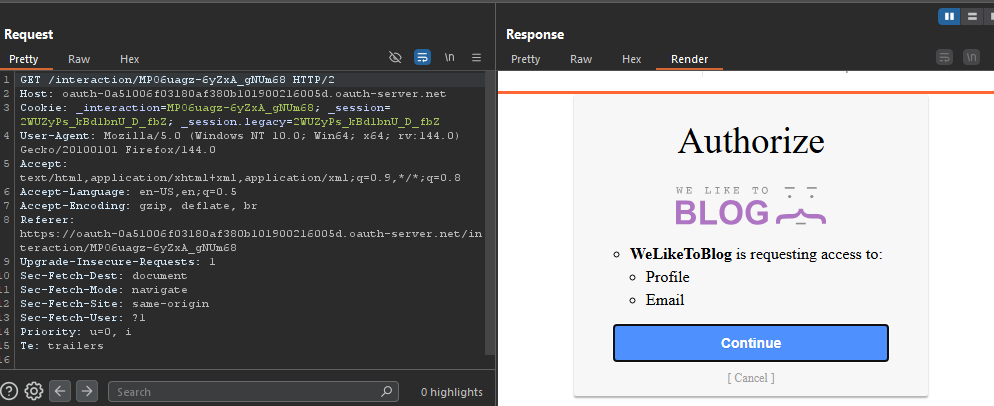 Request
Pretty Raw Hex \n
1 GET /interaction/MP06uagz-6yZxA_gNUm68 HTTP/2
2 Host: oauth-0a51006f03180af380b101900216005d.oauth-server.net
3 Cookie: _interaction=MP06uagz-6yZxA_gNUm68; _session=
2WUZyPs_kBdlbnU_D_fbZ; _session.legacy=2WUZyPs_kBdlbnU_D_fbZ
4 User-Agent: Mozilla/5.0 (Windows NT 10.0; Win64; x64; rv:144.0)
Gecko/20100101 Firefox/144.0
5 Accept:
text/html,application/xhtml+xml,application/xml;q=0.9,*/*;q=0.8
6 Accept-Language: en-US,en;q=0.5
7 Accept-Encoding: gzip, deflate, br
8 Referer:
https://oauth-0a51006f03180af380b101900216005d.oauth-server.net/in
teraction/MP06uagz-6yZxA_gNUm68
9 Upgrade-Insecure-Requests: 1
10 Sec-Fetch-Dest: document
11 Sec-Fetch-Mode: navigate
12 Sec-Fetch-Site: same-origin
13 Sec-Fetch-User: ?1
14 Priority: u=0, i
15 Te: trailers
16
Search
0 highlights
Response
Pretty Raw Hex Render \n
Authorize
WE LIKE TO
BLOG
WeLikeToBlog is requesting access to:
Profile
Email
Continue
[ Cancel ]